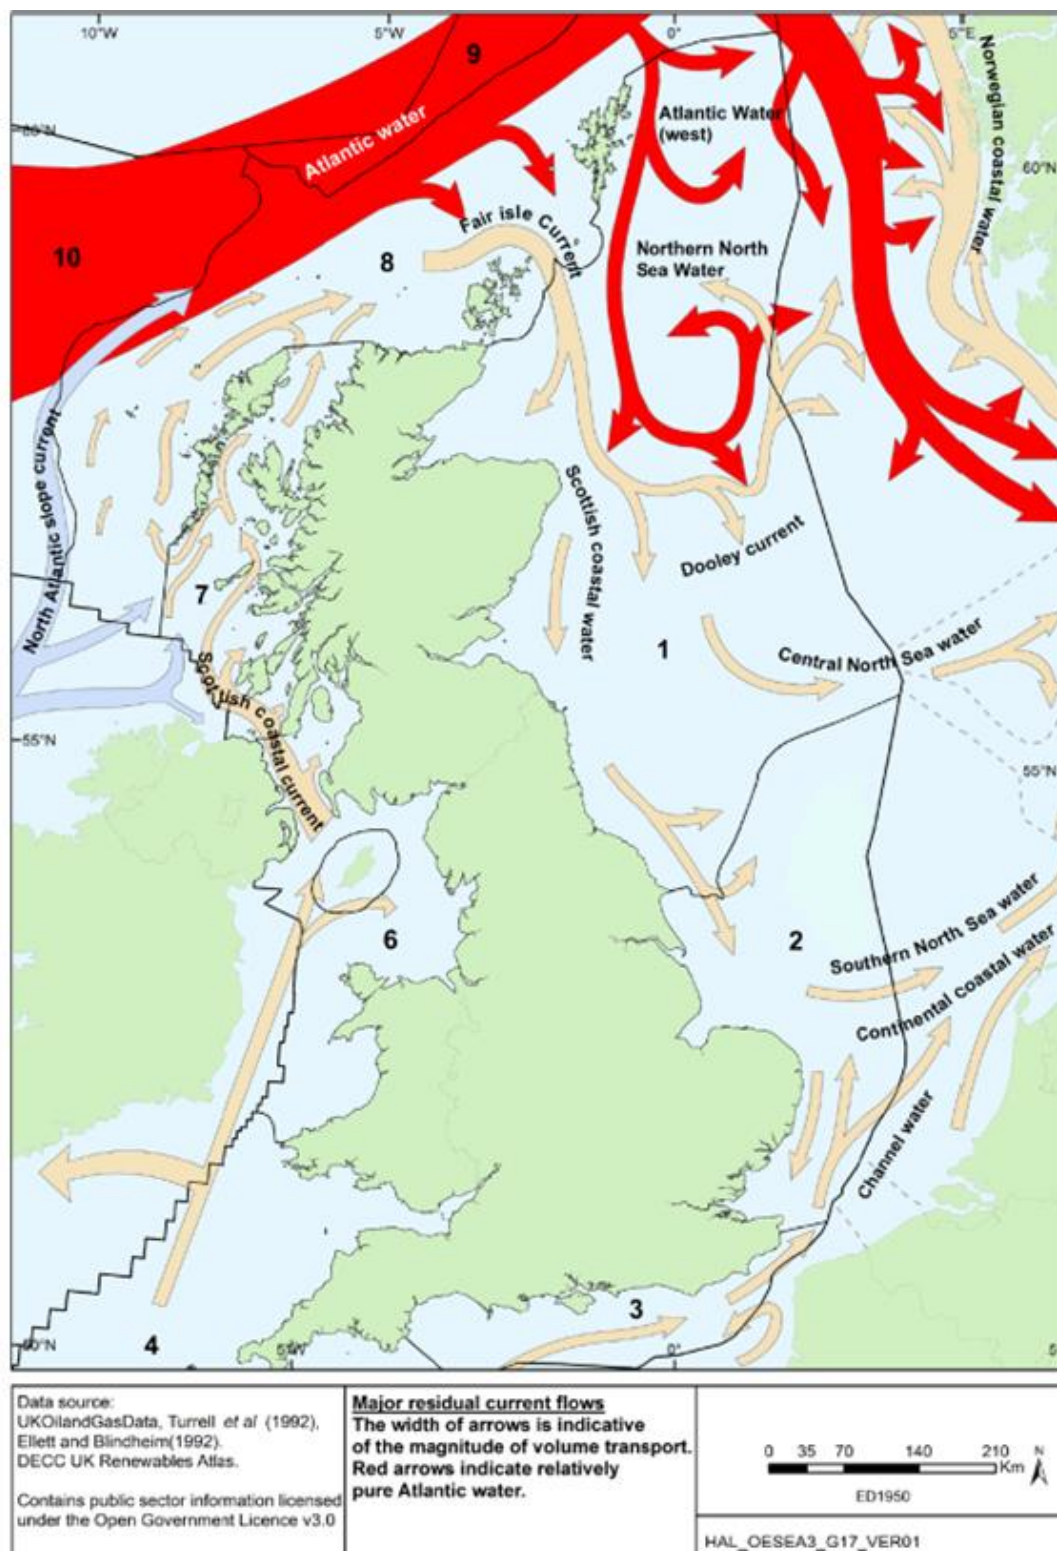 10°W
5°W
0°
5°E
9
Norwegian coastal water
Atlantic water
Atlantic Water
(west)
60°N
60°N
Fair isle Current
8
10
Northern North
Sea Water
North Atlantic slope current
Scottish coastal water
Dooley current
7
1
Central North Sea water
Scottish coastal current
55°N
55°N
6
2
Southern North Sea water
Continental coastal water
Channel water
3
4
50°N
5°W
0°
Data source:
UKOilandGasData, Turrell et al (1992),
Ellett and Blindheim(1992).
DECC UK Renewables Atlas.
Contains public sector information licensed
under the Open Government Licence v3.0
Major residual current flows
The width of arrows is indicative
of the magnitude of volume transport.
Red arrows indicate relatively
pure Atlantic water.
0 35 70 140 210
Km
N
ED1950
HAL_OESEA3_G17_VER01